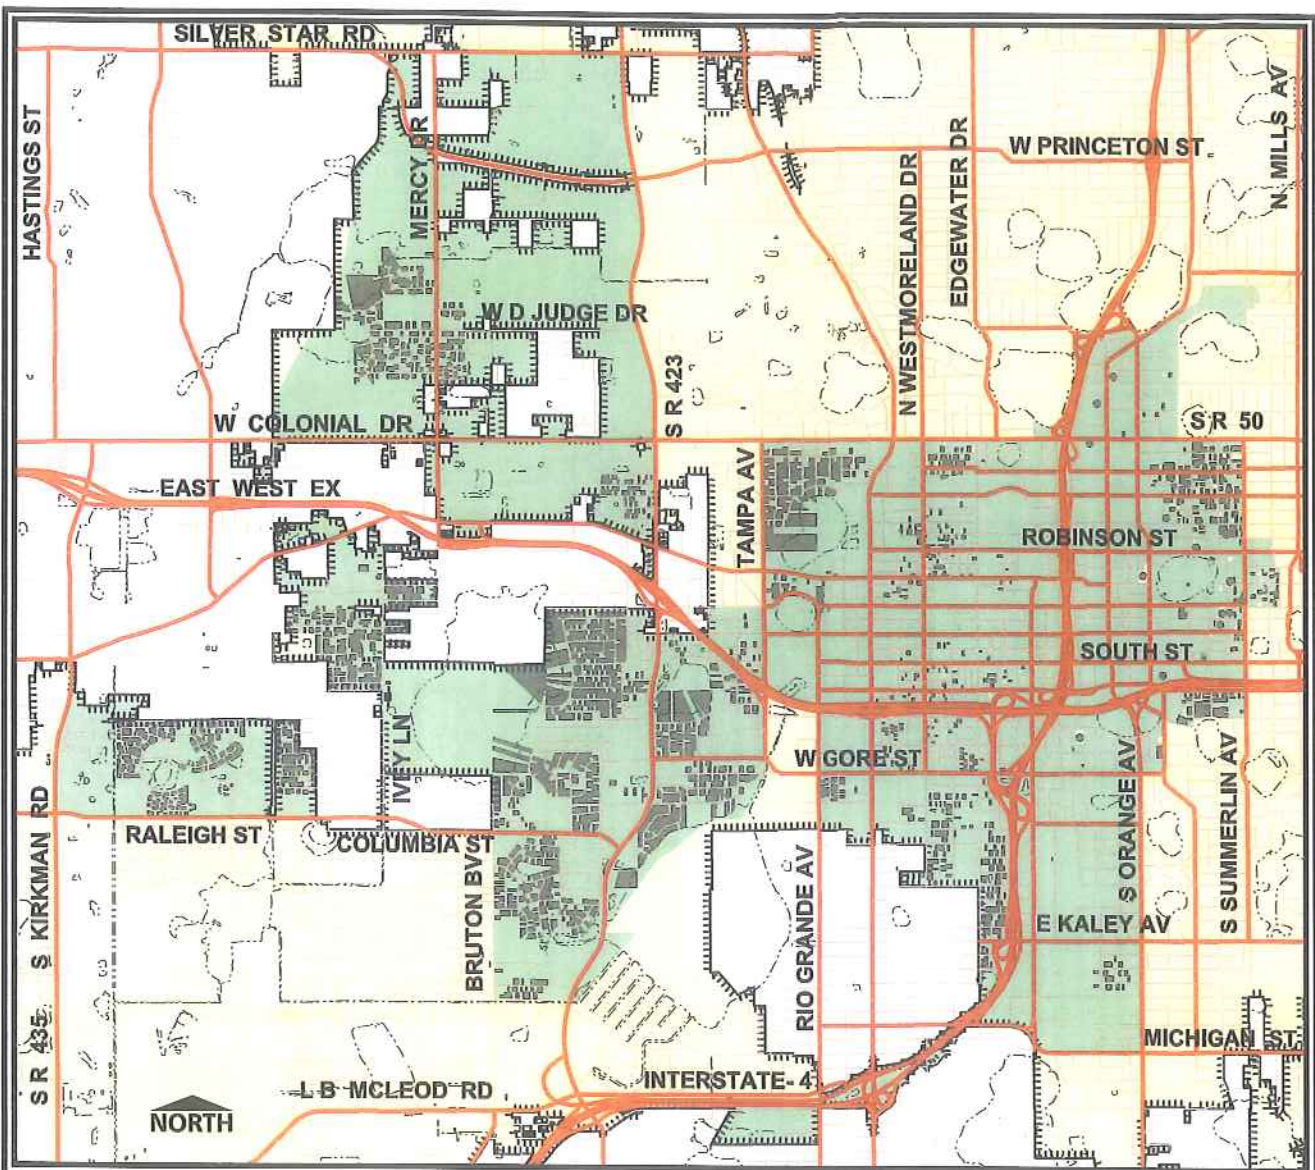 SILVER STAR RD
HASTINGS ST
MERCY DR
W PRINCETON ST
N MILLS AV
EDGEWATER DR
N WESTMORELAND DR
W D JUDGE DR
S R 423
W COLONIAL DR
S R 50
EAST WEST EX
TAMPA AV
ROBINSON ST
SOUTH ST
IVEY LN
W GORE ST
S ORANGE AV
S SUMMERLIN AV
RALEIGH ST
COLUMBIA ST
S KIRKMAN RD
BRUTON BV
RIO GRANDE AV
E KALEY AV
S R 435
MICHIGAN ST
INTERSTATE- 4
L B MCLEOD RD
NORTH